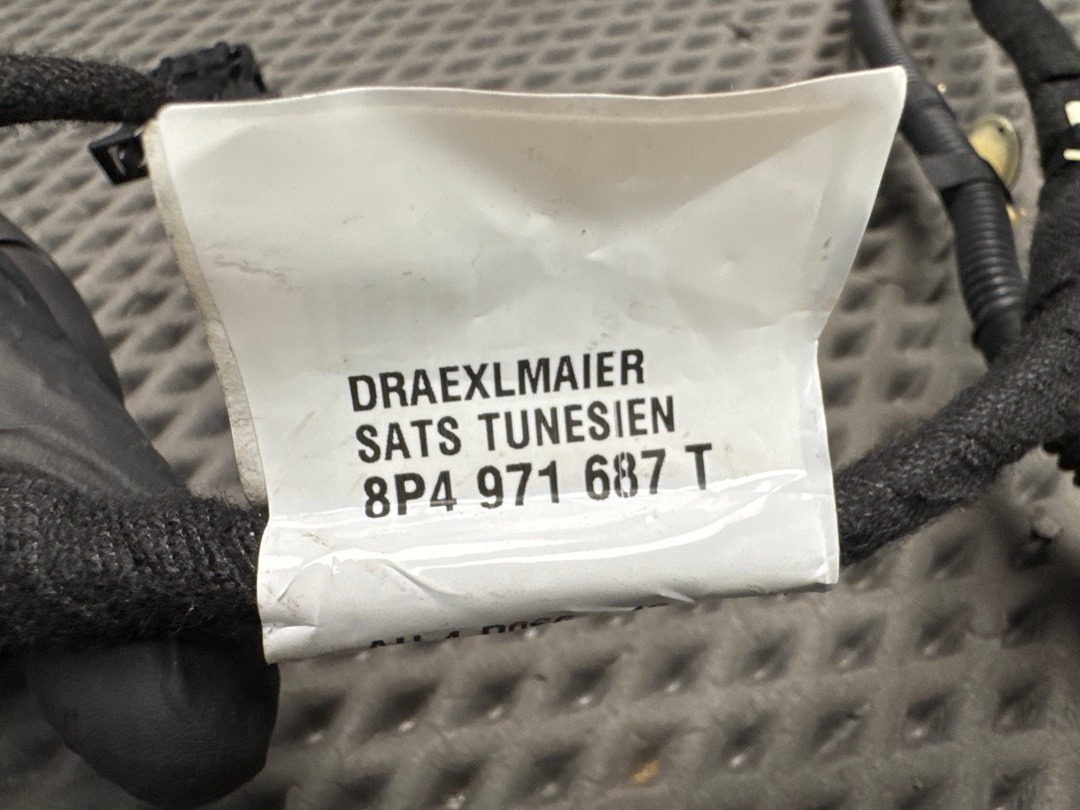 DRAEXLMAIER
SATS TUNESIEN
8P4 971 687 T